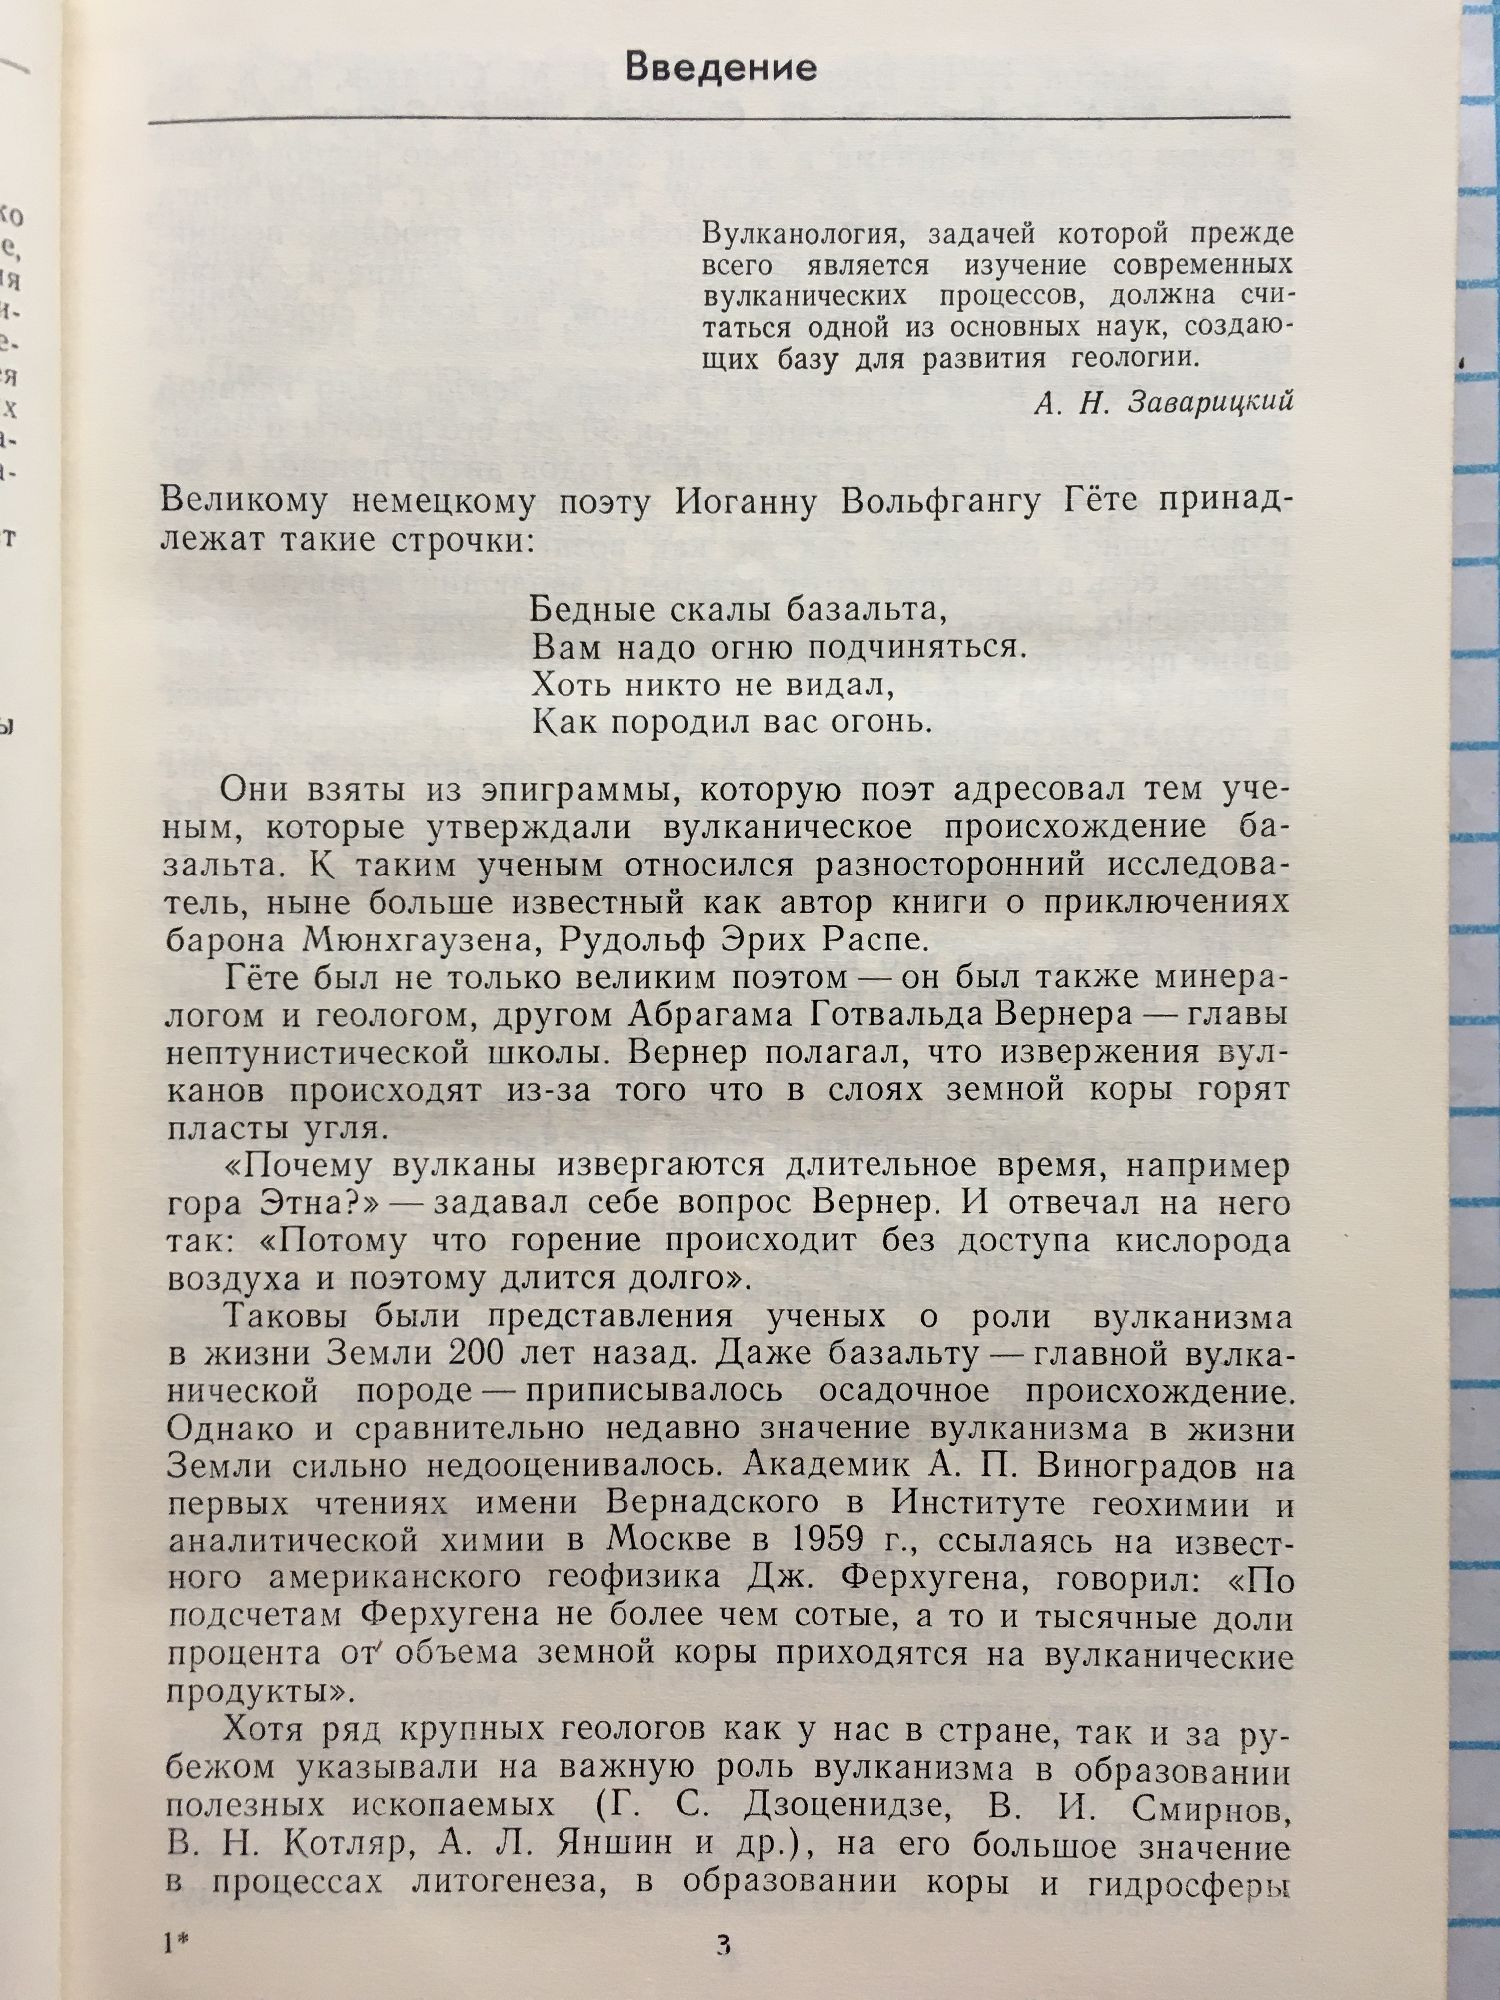 Введение
Вулканология, задачей которой прежде
всего является изучение современных
вулканических процессов, должна счи-
таться одной из основных наук, создаю-
щих базу для развития геологии.
А. Н. Заварицкий
Великому немецкому поэту Иоганну Вольфгангу Гёте принад-
лежат такие строчки:
Бедные скалы базальта,
Вам надо огню подчиняться.
Хоть никто не видал,
Как породил вас огонь.
Они взяты из эпиграммы, которую поэт адресовал тем уче-
ным, которые утверждали вулканическое происхождение ба-
зальта. К таким ученым относился разносторонний исследова-
тель, ныне больше известный как автор книги о приключениях
барона Мюнхгаузена, Рудольф Эрих Распе.
Гёте был не только великим поэтом — он был также минера-
логом и геологом, другом Абрагама Готвальда Вернера — главы
нептунистической школы. Вернер полагал, что извержения вул-
канов происходят из-за того что в слоях земной коры горят
пласты угля.
«Почему вулканы извергаются длительное время, например
гора Этна?» — задавал себе вопрос Вернер. И отвечал на него
так: «Потому что горение происходит без доступа кислорода
воздуха и поэтому длится долго».
Таковы были представления ученых о роли вулканизма
в жизни Земли 200 лет назад. Даже базальту — главной вулка-
нической породе — приписывалось осадочное происхождение.
Однако и сравнительно недавно значение вулканизма в жизни
Земли сильно недооценивалось. Академик А. П. Виноградов на
первых чтениях имени Вернадского в Институте геохимии и
аналитической химии в Москве в 1959 г., ссылаясь на извест-
ного американского геофизика Дж. Ферхугена, говорил: «По
подсчетам Ферхугена не более чем сотые, а то и тысячные доли
процента от объема земной коры приходятся на вулканические
продукты».
Хотя ряд крупных геологов как у нас в стране, так и за ру-
бежом указывали на важную роль вулканизма в образовании
полезных ископаемых (Г. С. Дзоценидзе, В. И. Смирнов,
В. Н. Котляр, А. Л. Яншин и др.), на его большое значение
в процессах литогенеза, в образовании коры и гидросферы
1*
3